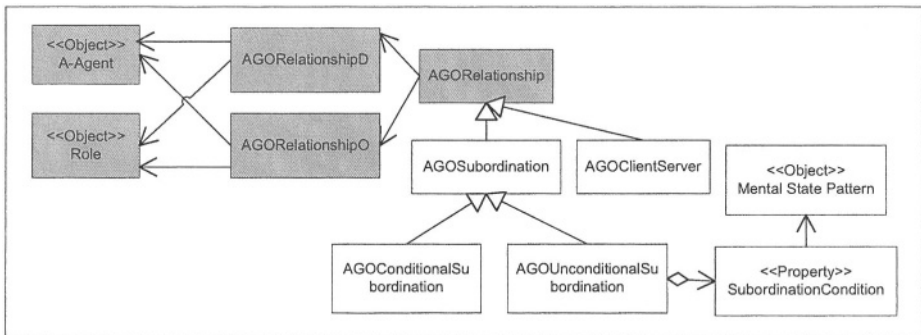 <<Object>>
A-Agent
AGORelationshipD
AGORelationship
<<Object>>
Role
AGORelationshipO
AGOSubordination
AGOClientServer
<<Object>>
Mental State Pattern
AGOConditionalSu
bordination
AGOUnconditionalSu
bordination
<<Property>>
SubordinationCondition